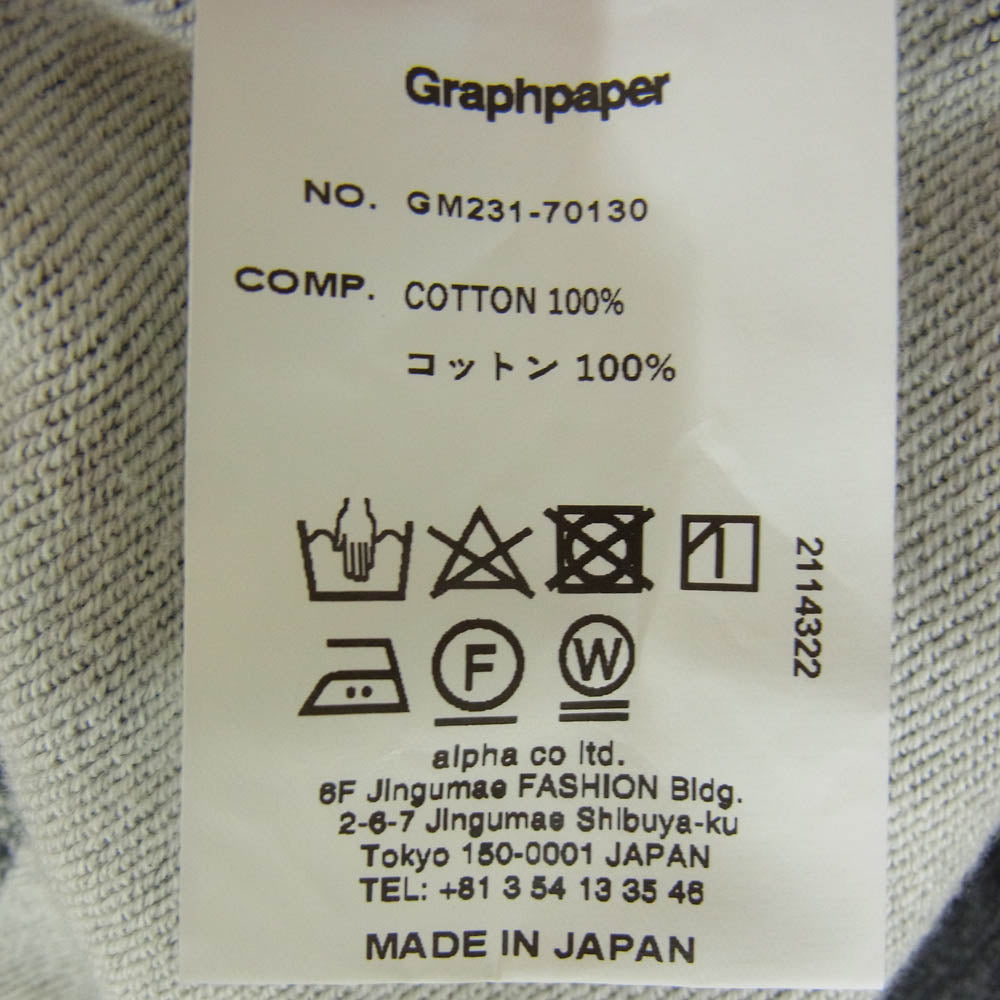 Graphpaper
NO. GM231-70130
COMP. COTTON 100%
コットン 100%
2114322
F W
alpha co ltd.
6F Jingumae FASHION Bldg.
2-6-7 Jingumae Shibuya-ku
Tokyo 150-0001 JAPAN
TEL: +81 3 54 13 35 46
MADE IN JAPAN